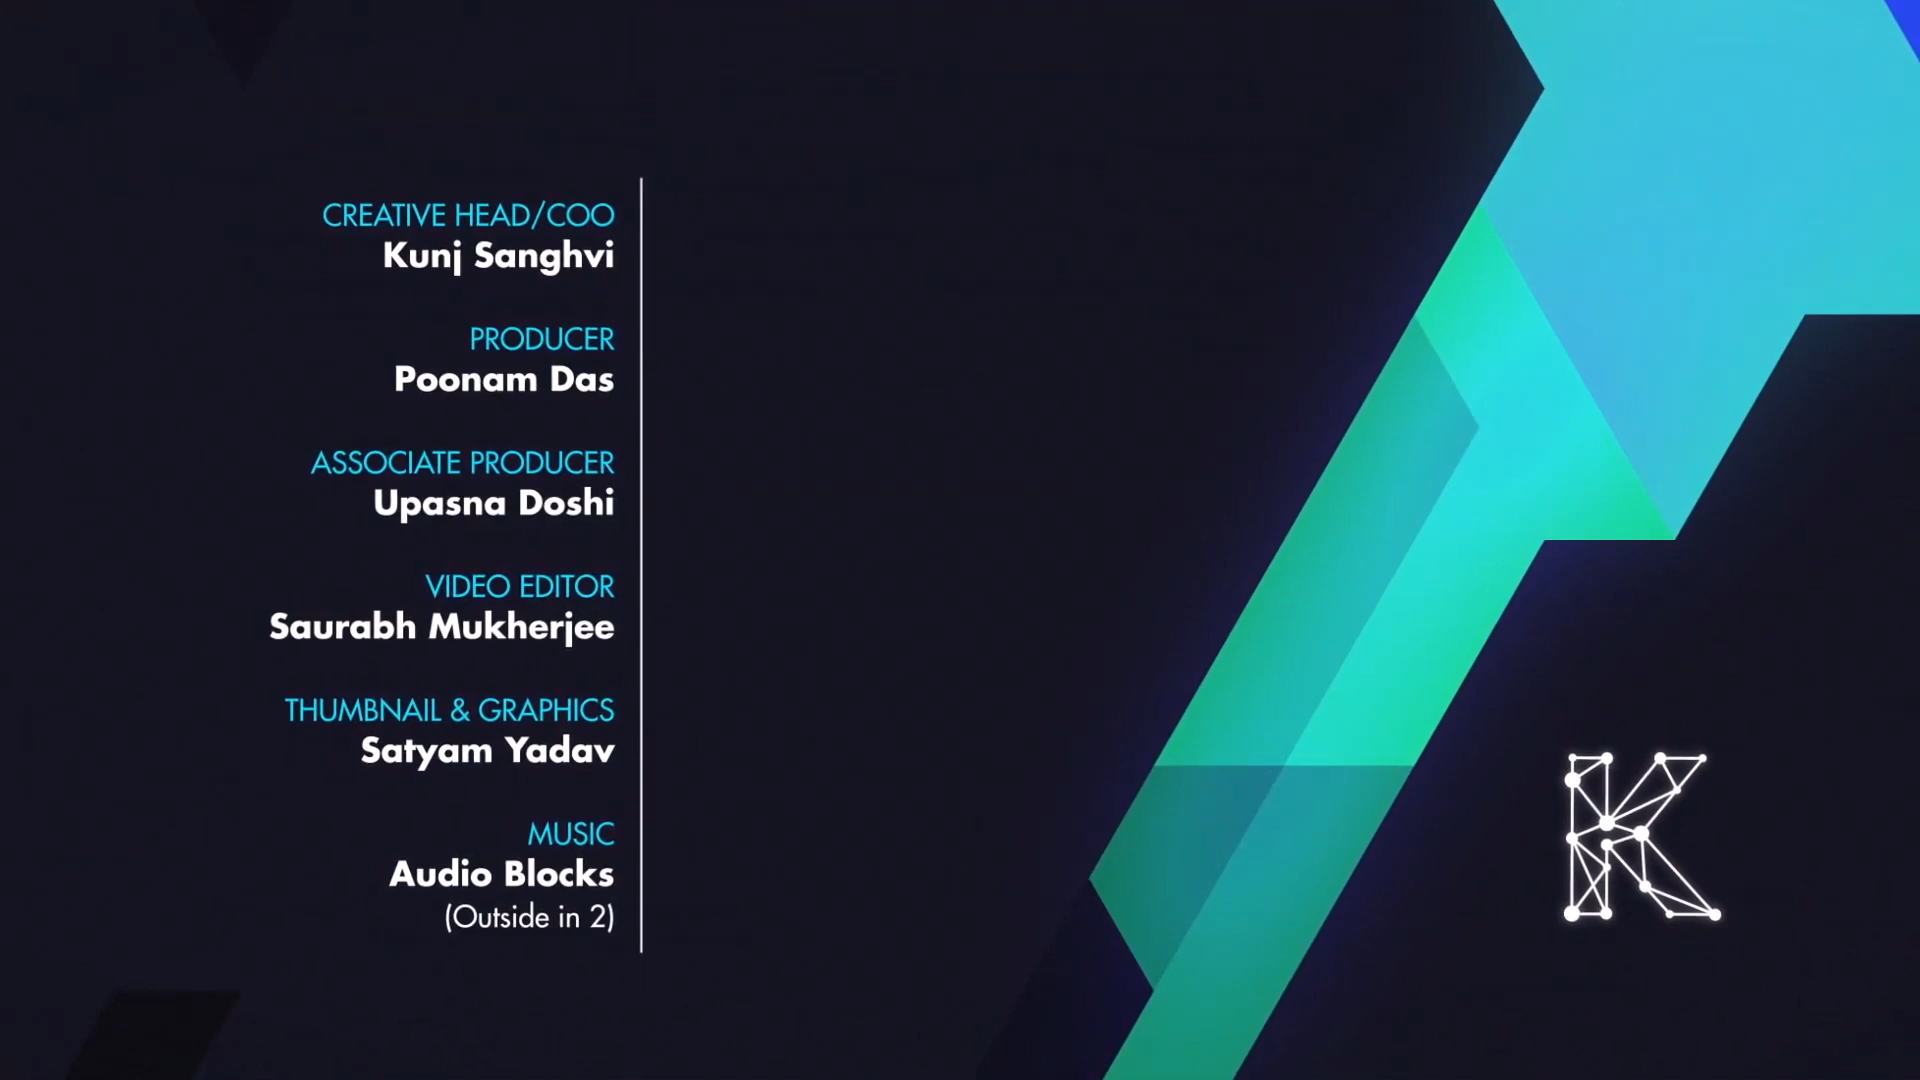 CREATIVE HEAD/COO
Kunj Sanghvi
PRODUCER
Poonam Das
ASSOCIATE PRODUCER
Upasna Doshi
VIDEO EDITOR
Saurabh Mukherjee
THUMBNAIL & GRAPHICS
Satyam Yadav
MUSIC
Audio Blocks
(Outside in 2)
K